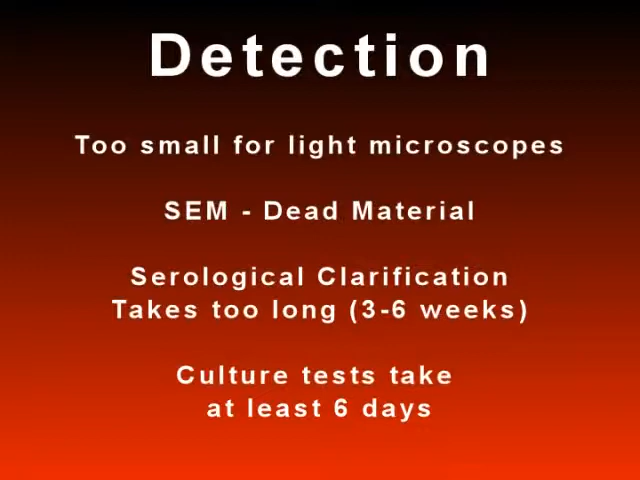 Detection
Too small for light microscopes
SEM - Dead Material
Serological Clarification
Takes too long (3-6 weeks)
Culture tests take
at least 6 days